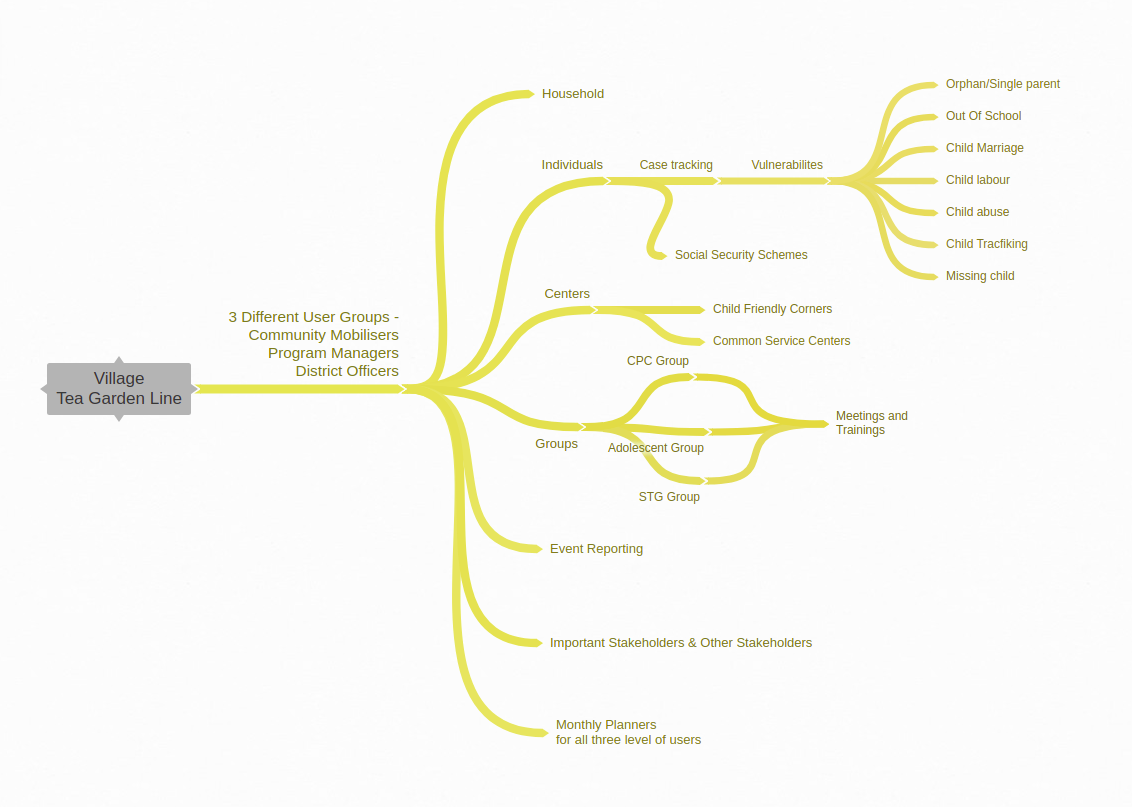 Village
Tea Garden Line
3 Different User Groups -
Community Mobilisers
Program Managers
District Officers
Household
Individuals
Case tracking
Vulnerabilites
Orphan/Single parent
Out Of School
Child Marriage
Child labour
Child abuse
Child Tracfiking
Missing child
Social Security Schemes
Centers
Child Friendly Corners
Common Service Centers
Groups
CPC Group
Adolescent Group
STG Group
Meetings and
Trainings
Event Reporting
Important Stakeholders & Other Stakeholders
Monthly Planners
for all three level of users